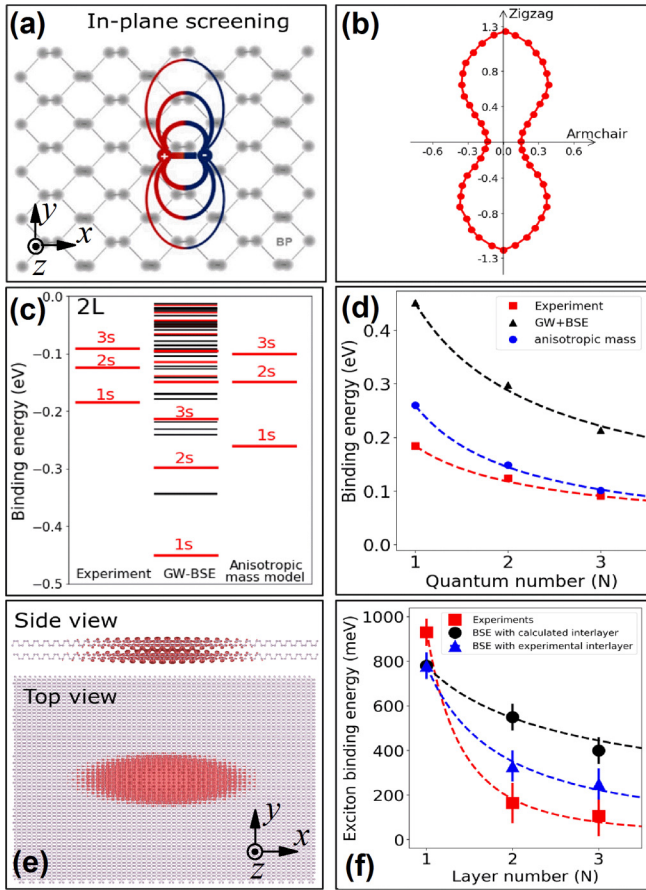 (a)
In-plane screening
y
x
z
BP
(b)
Zigzag
1.3
0.8
0.4
Armchair
-0.6
-0.3
0.0
0.3
0.6
-0.4
-0.8
-1.3
(c)
2L
0.0
−0.1
−0.2
−0.3
−0.4
−0.5
Binding energy (eV)
3s
2s
1s
3s
2s
1s
3s
2s
1s
Experiment
GW-BSE
Anisotropic
mass model
(d)
Experiment
GW+BSE
anisotropic mass
0.4
0.3
0.2
0.1
0.0
Binding energy (eV)
1
2
3
Quantum number (N)
Side view
Top view
(e)
y
x
z
Experiments
BSE with calculated interlayer
BSE with experimental interlayer
1000
800
600
400
200
0
Exciton binding energy (meV)
1
2
3
Layer number (N)
(f)